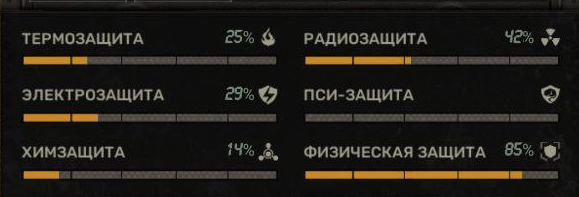 ТЕРМОЗАЩИТА 25% РАДИОЗАЩИТА 42%
ЭЛЕКТРОЗАЩИТА 29% ПСИ-ЗАЩИТА
ХИМЗАЩИТА 14% ФИЗИЧЕСКАЯ ЗАЩИТА 85%